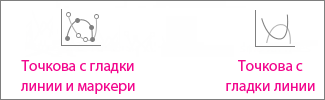 Точкова с гладки
линии и маркери
Точкова с
гладки линии